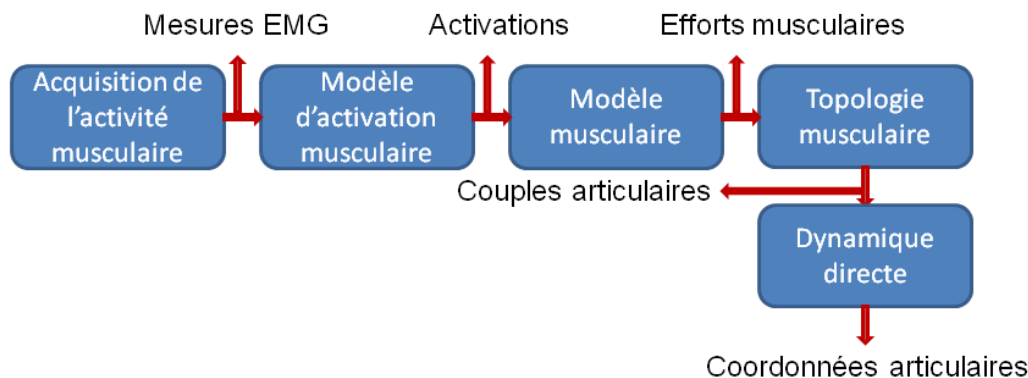 Mesures EMG
Activations
Efforts musculaires
Acquisition de
l'activité
musculaire
Modèle
d'activation
musculaire
Modèle
musculaire
Topologie
musculaire
Couples articulaires
Dynamique
directe
Coordonnées articulaires